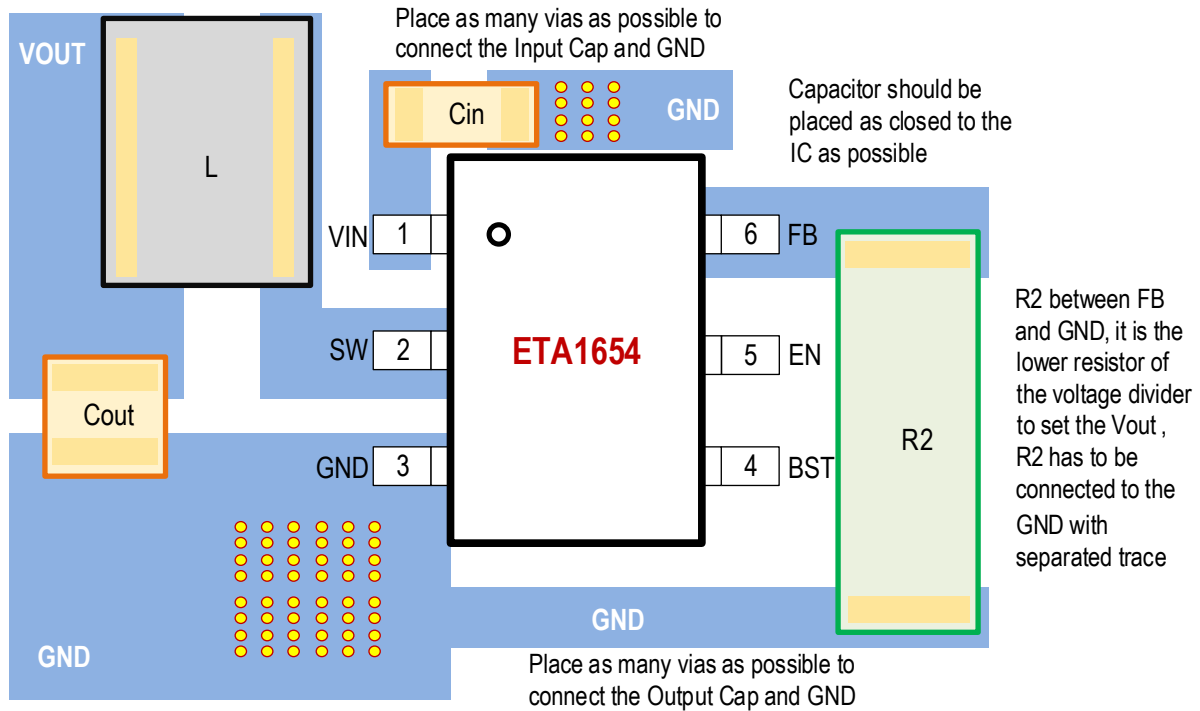 Place as many vias as possible to
connect the Input Cap and GND
VOUT
Cin
GND
Capacitor should be
placed as closed to the
IC as possible
L
VIN
1
6
FB
R2 between FB
and GND, it is the
lower resistor of
the voltage divider
to set the Vout ,
R2 has to be
connected to the
GND with
separated trace
SW
2
ETA1654
5
EN
Cout
R2
GND
3
4
BST
GND
GND
Place as many vias as possible to
connect the Output Cap and GND